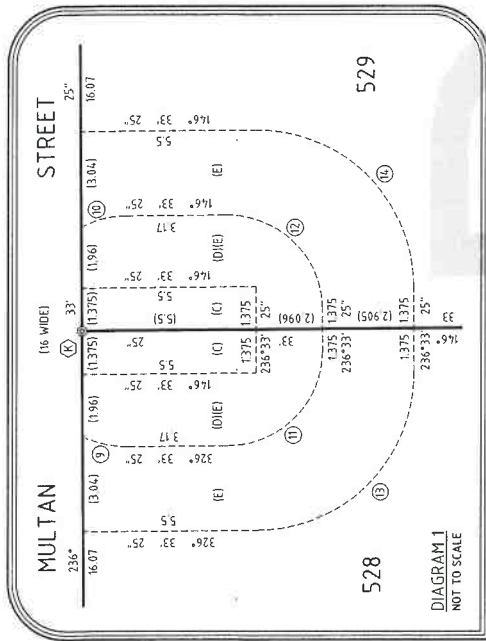 MULTAN
(16 WIDE)
STREET
236°
K
33'
25"
16.07
(3.04)
(1.96)
(1.375)
(1.375)
(1.96)
(3.04)
16.07
9
10
326° 33' 25"
5.5
(E)
326° 33' 25"
3.17
(D)(E)
146° 33' 25"
5.5
(C)
25"
(5.5)
(C)
146° 33' 25"
5.5
(D)(E)
146° 33' 25"
3.17
(E)
146° 33' 25"
5.5
1.375
1.375
236°33'
25"
33'
(2.096)
11
12
1.375
1.375
236°33'
25"
(2.905)
13
14
1.375
1.375
236°33'
25"
146°
33
528
529
DIAGRAM 1
NOT TO SCALE